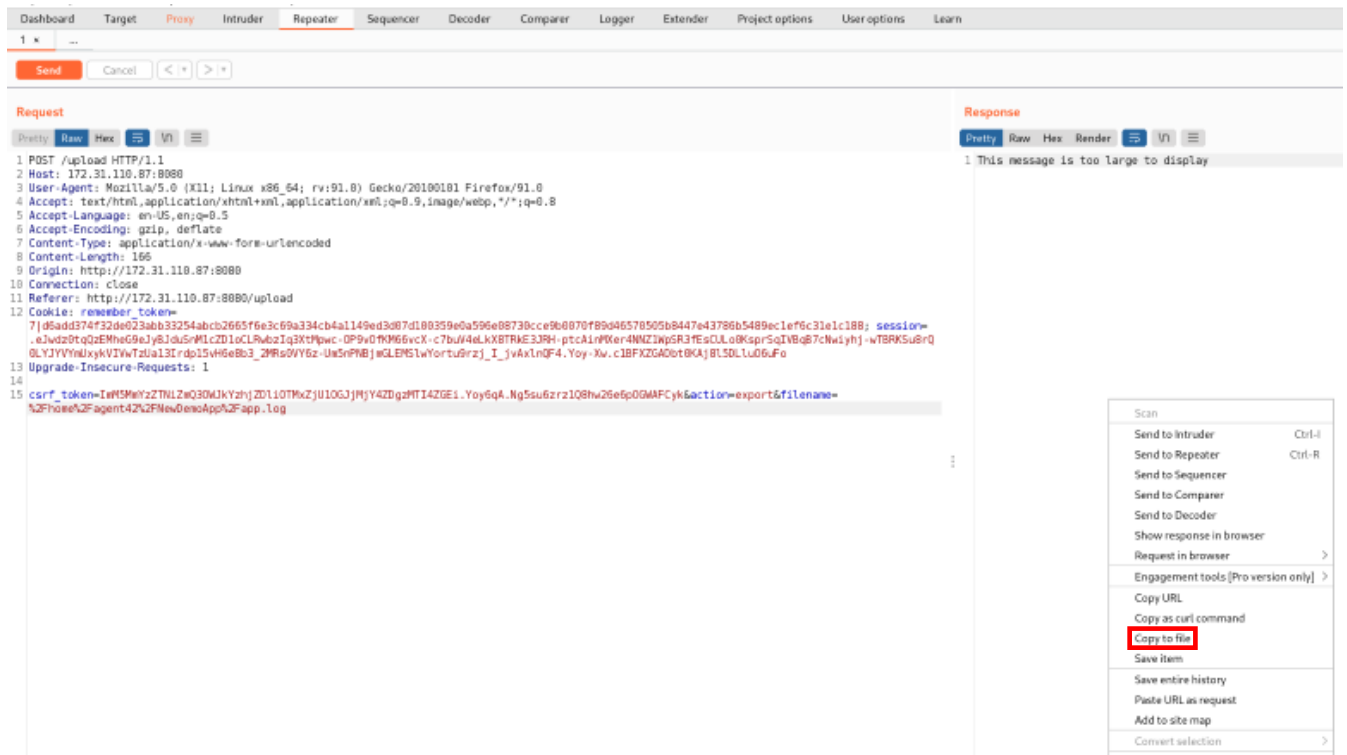 Dashboard Target Proxy Intruder Repeater Sequencer Decoder Comparer Logger Extender Project options User options Learn
1 × ...
Send Cancel < >
Request
Pretty Raw Hex \n
1 POST /upload HTTP/1.1
2 Host: 172.31.110.87:8080
3 User-Agent: Mozilla/5.0 (X11; Linux x86_64; rv:91.0) Gecko/20100101 Firefox/91.0
4 Accept: text/html,application/xhtml+xml,application/xml;q=0.9,image/webp,*/*;q=0.8
5 Accept-Language: en-US,en;q=0.5
6 Accept-Encoding: gzip, deflate
7 Content-Type: application/x-www-form-urlencoded
8 Content-Length: 166
9 Origin: http://172.31.110.87:8080
10 Connection: close
11 Referer: http://172.31.110.87:8080/upload
12 Cookie: remember_token=
session=
13 Upgrade-Insecure-Requests: 1
14
15 csrf_token= &action=export&filename=
%2Fhome%2Fagent42%2FNewDemoApp%2Fapp.log
Response
Pretty Raw Hex Render \n
1 This message is too large to display
Scan
Send to Intruder Ctrl-I
Send to Repeater Ctrl-R
Send to Sequencer
Send to Comparer
Send to Decoder
Show response in browser
Request in browser >
Engagement tools [Pro version only] >
Copy URL
Copy as curl command
Copy to file
Save item
Save entire history
Paste URL as request
Add to site map
Convert selection >